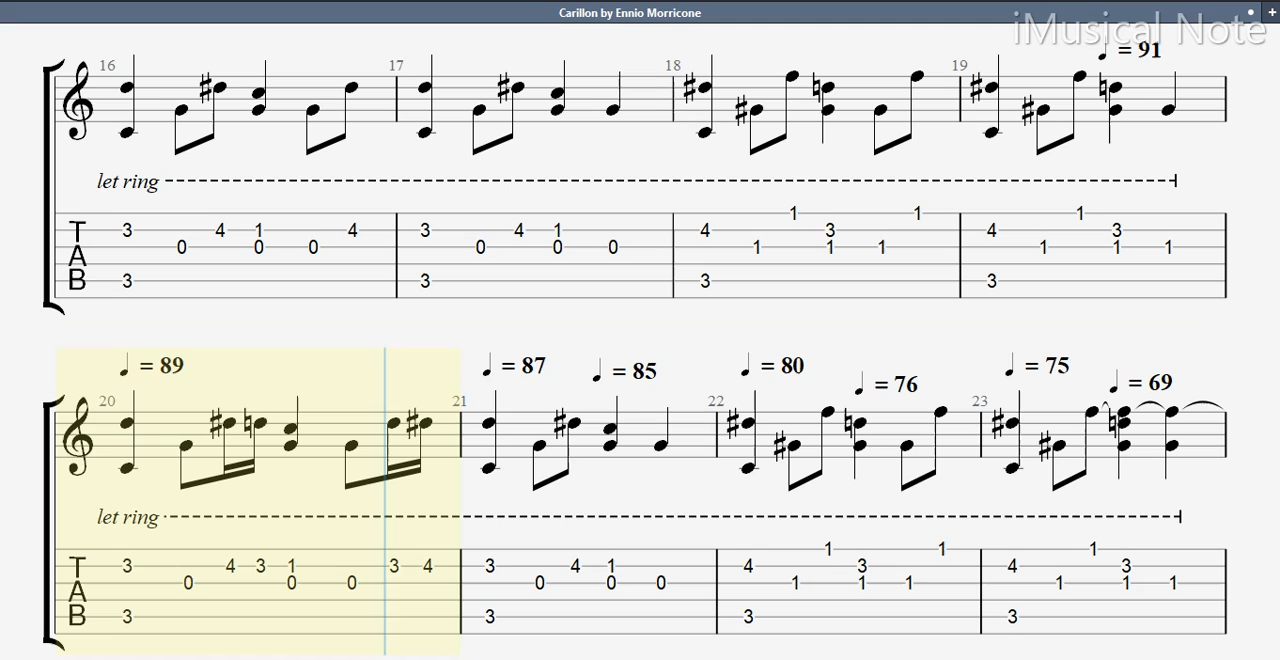 Carillon by Ennio Morricone
iMusical Note
16 17 18 19 = 91
let ring
T 3 0 4 1 0 0 4 3 0 4 1 0 0 4 1 1 3 1 1 1 4 1 1 3 1 1
A
B 3 3 3 3
= 89 = 87 = 85 = 80 = 76 = 75 = 69
20 21 22 23
let ring
T 3 0 4 3 1 0 0 3 4 3 0 4 1 0 0 4 1 1 3 1 1 1 4 1 1 3 1 1
A
B 3 3 3 3